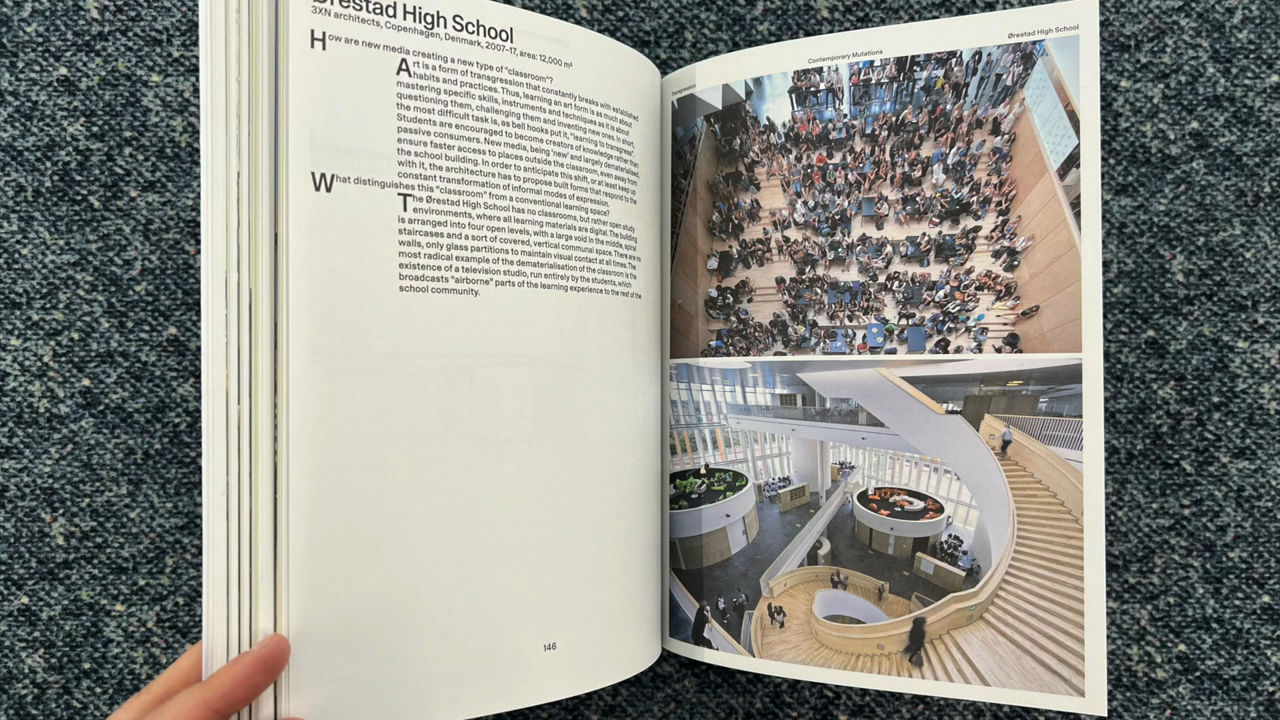 Ørestad High School
3XN architects, Copenhagen, Denmark, 2007–17, area: 12,000 m²
How are new media creating a new type of “classroom”?
Art is a form of transgression that constantly breaks with established
habits and practices. Thus, learning an art form is as much about
mastering specific skills, instruments and techniques as it is about
questioning them, challenging them and inventing new ones. In short,
the most difficult task is, as bell hooks put it, “learning to transgress”.
Students are encouraged to become creators of knowledge rather than
passive consumers. New media, being ‘new’ and largely dematerialised,
ensure faster access to places outside the classroom, even away from
the school building. In order to anticipate this shift, or at least keep up
with it, the architecture has to propose built forms that respond to the
constant transformation of informal modes of expression.
What distinguishes this “classroom” from a conventional learning space?
The Ørestad High School has no classrooms, but rather open study
environments, where all learning materials are digital. The building
is arranged into four open levels, with a large void in the middle, spiral
staircases and a sort of covered, vertical communal space. There are no
walls, only glass partitions to maintain visual contact at all times. The
most radical example of the dematerialisation of the classroom is the
existence of a television studio, run entirely by the students, which
broadcasts “airborne” parts of the learning experience to the rest of the
school community.
146
Contemporary Mutations
Ørestad High School